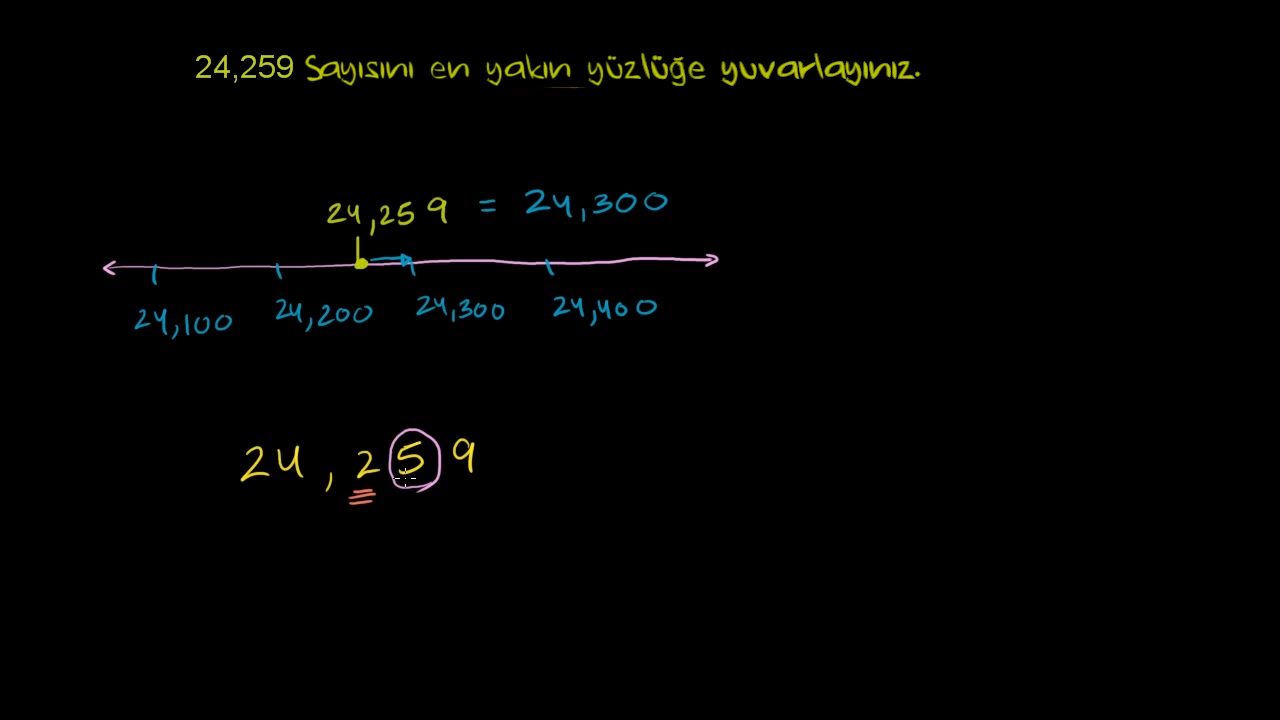 24,259 Sayısını en yakın yüzlüğe yuvarlayınız.
24,259 = 24,300
24,100 24,200 24,300 24,400
24,259